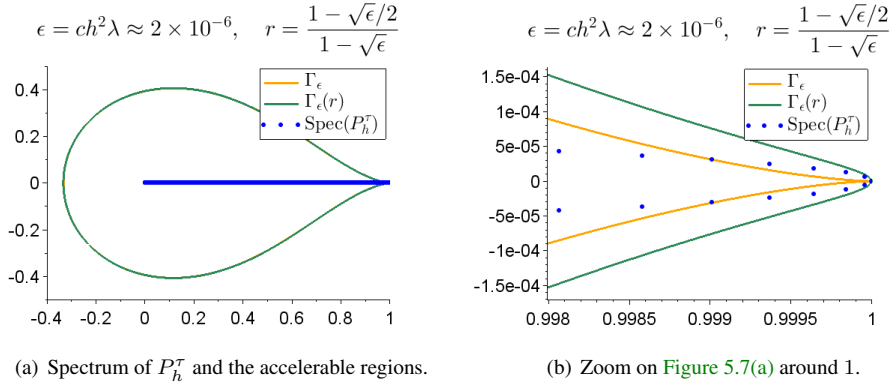 ϵ = ch²λ ≈ 2 × 10⁻⁶, r = (1 − √ϵ/2)/(1 − √ϵ)
Γ_ϵ
Γ_ϵ(r)
Spec(P_h^τ)
0.4
0.2
0
-0.2
-0.4
-0.4 -0.2 0 0.2 0.4 0.6 0.8 1
(a) Spectrum of P_h^τ and the accelerable regions.
ϵ = ch²λ ≈ 2 × 10⁻⁶, r = (1 − √ϵ/2)/(1 − √ϵ)
Γ_ϵ
Γ_ϵ(r)
Spec(P_h^τ)
1.5e-04
1e-04
5e-05
0
-5e-05
-1e-04
-1.5e-04
0.998 0.9985 0.999 0.9995 1
(b) Zoom on Figure 5.7(a) around 1.